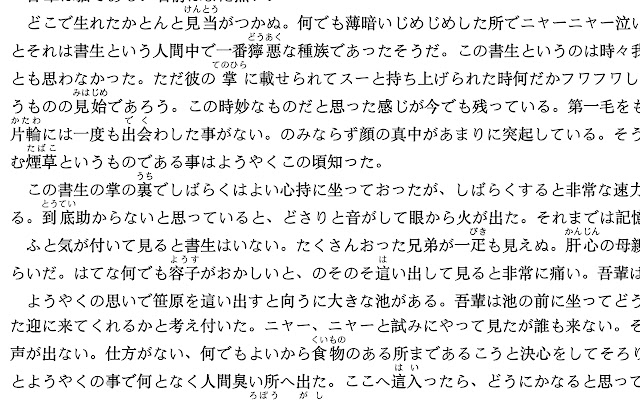 どこで生れたかとんと見当がつかぬ。何でも薄暗いじめじめした所でニャーニャー泣い
とそれは書生という人間中で一番獰悪な種族であったそうだ。この書生というのは時々我
とも思わなかった。ただ彼の掌に載せられてスーと持ち上げられた時何だかフワフワし
うものの見始であろう。この時妙なものだと思った感じが今でも残っている。第一毛をも
片輪には一度も出会わした事がない。のみならず顔の真中があまりに突起している。そう
む煙草というものである事はようやくこの頃知った。
この書生の掌の裏でしばらくはよい心持に坐っておったが、しばらくすると非常な速力
る。到底助からないと思っていると、どさりと音がして眼から火が出た。それまでは記憶
ふと気が付いて見ると書生はいない。たくさんおった兄弟が一疋も見えぬ。肝心の母親
らいだ。はてな何でも容子がおかしいと、のそのそ這い出して見ると非常に痛い。吾輩は
ようやくの思いで笹原を這い出すと向うに大きな池がある。吾輩は池の前に坐ってどう
た迎に来てくれるかと考え付いた。ニャー、ニャーと試みにやって見たが誰も来ない。そ
声が出ない。仕方がない、何でもよいから食物のある所まであるこうと決心をしてそろり
とようやくの事で何となく人間臭い所へ出た。ここへ這入ったら、どうにかなると思って